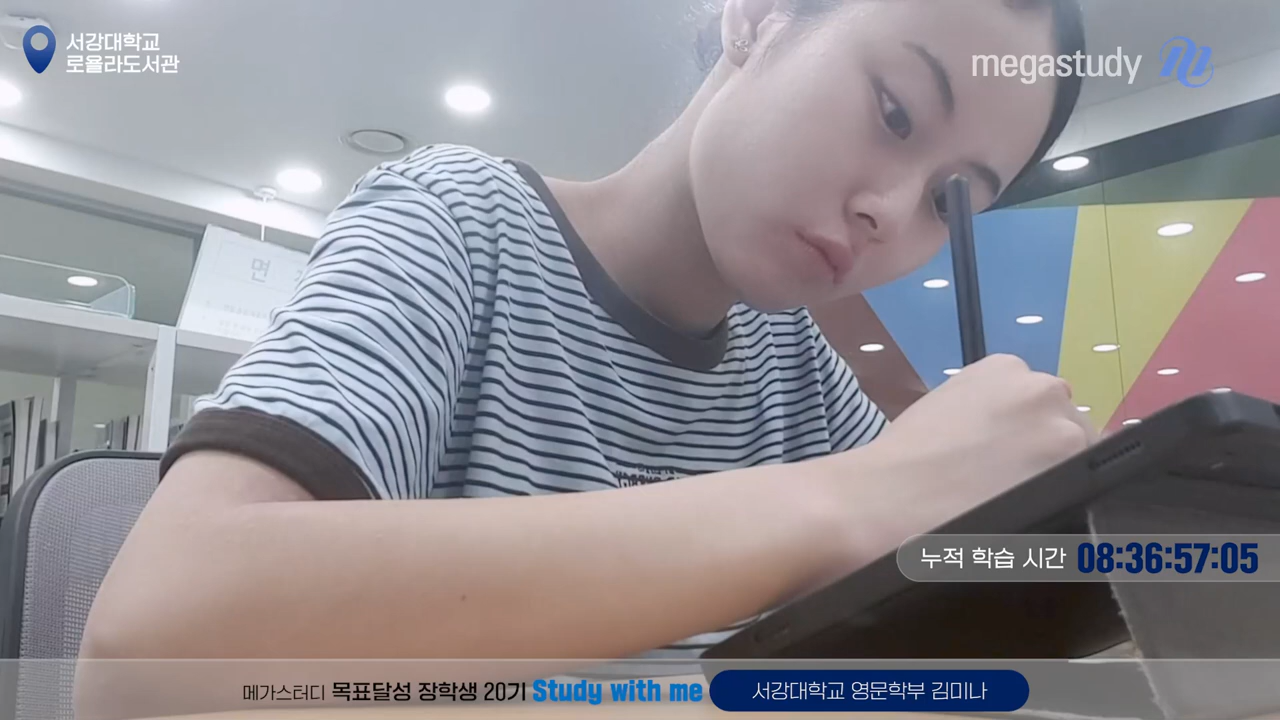 서강대학교
로욜라도서관
megastudy
면
누적 학습 시간 08:36:57:05
메가스터디 목표달성 장학생 20기 Study with me 서강대학교 영문학부 김미나